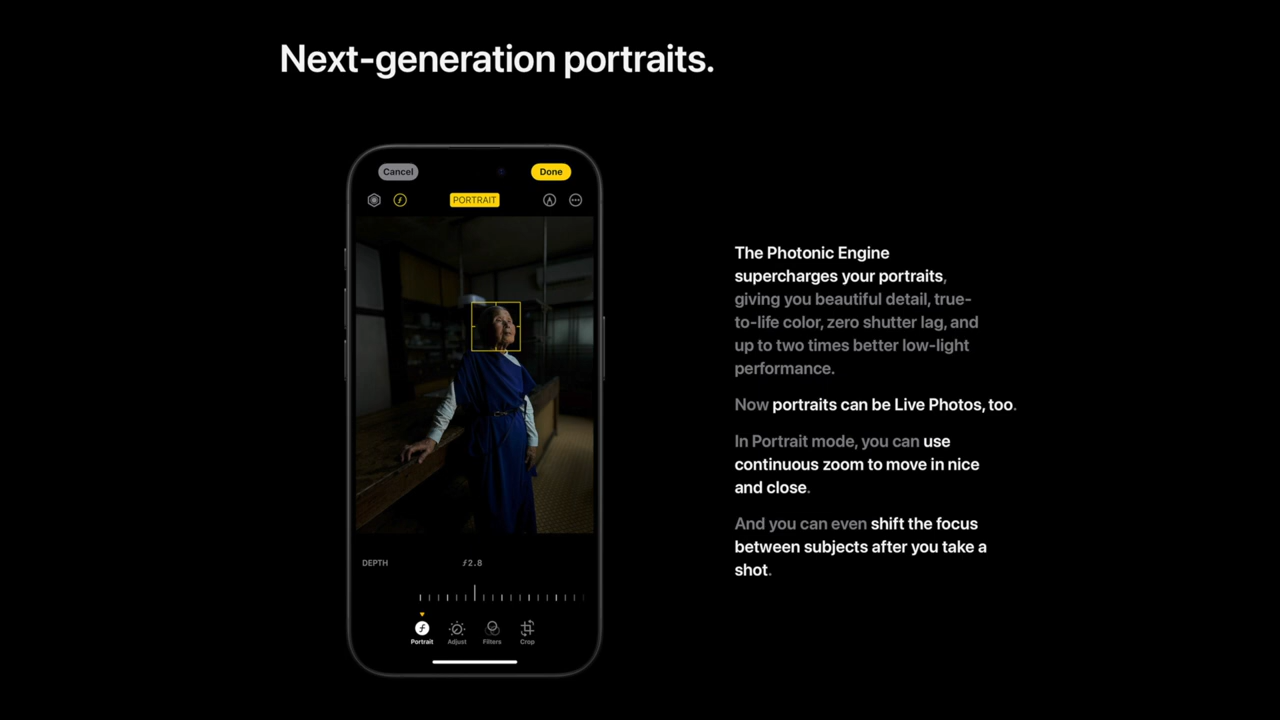 Next-generation portraits.
Cancel
Done
PORTRAIT
DEPTH
ƒ2.8
Portrait
Adjust
Filters
Crop
The Photonic Engine
supercharges your portraits,
giving you beautiful detail, true-
to-life color, zero shutter lag, and
up to two times better low-light
performance.
Now portraits can be Live Photos, too.
In Portrait mode, you can use
continuous zoom to move in nice
and close.
And you can even shift the focus
between subjects after you take a
shot.